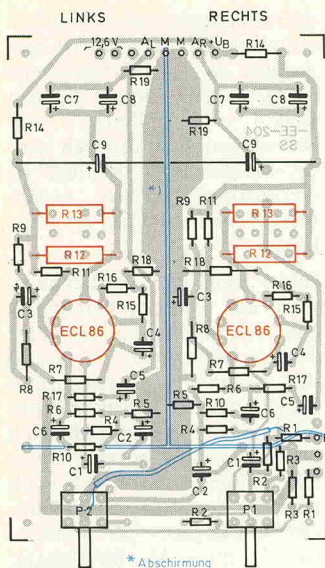 LINKS RECHTS
12,6V AL M M AR +UB
R14
R19
C7 C8 C7 C8
R14 R19
EE-204
SS
C9 C9
*)
R13 R13
R9 R9 R11
R12 R12
R11 R18 R18
R16 R16
C3 R15 C3 R15
ECL86 ECL86
C4 R8 C4
R8 R7 R7
R17 C5 R6 R17
R6 R5 R5 R10 C6 C5
C6 R4 C2 R4 R1
R10
C1 C1 R3
C2 R2
P2 P1 R3 R1
R2
* Abschirmung